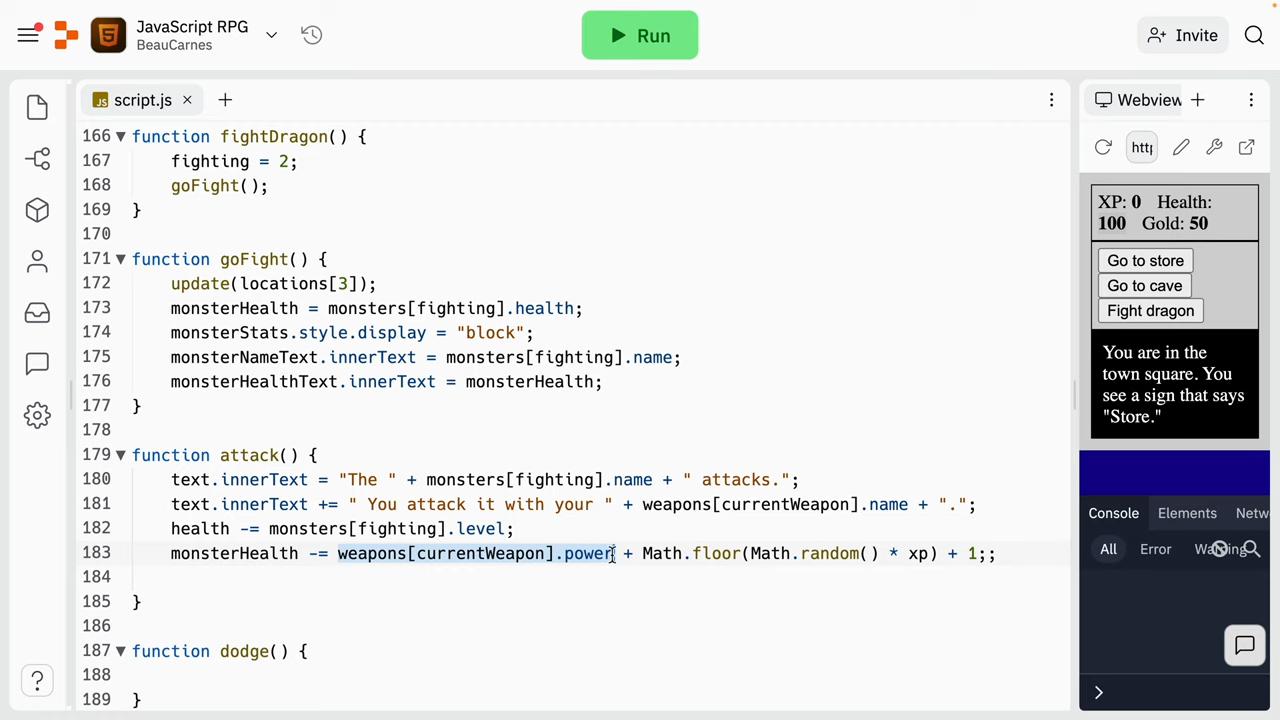 JavaScript RPG
BeauCarnes
Run
Invite
JS script.js
Webview
http
166 function fightDragon() {
167 fighting = 2;
168 goFight();
169 }
170
171 function goFight() {
172 update(locations[3]);
173 monsterHealth = monsters[fighting].health;
174 monsterStats.style.display = "block";
175 monsterNameText.innerText = monsters[fighting].name;
176 monsterHealthText.innerText = monsterHealth;
177 }
178
179 function attack() {
180 text.innerText = "The " + monsters[fighting].name + " attacks.";
181 text.innerText += " You attack it with your " + weapons[currentWeapon].name + ".";
182 health -= monsters[fighting].level;
183 monsterHealth -= weapons[currentWeapon].power + Math.floor(Math.random() * xp) + 1;;
184
185 }
186
187 function dodge() {
188
189 }
XP: 0 Health:
100 Gold: 50
Go to store
Go to cave
Fight dragon
You are in the
town square. You
see a sign that says
"Store."
Console Elements Netw
All Error
?